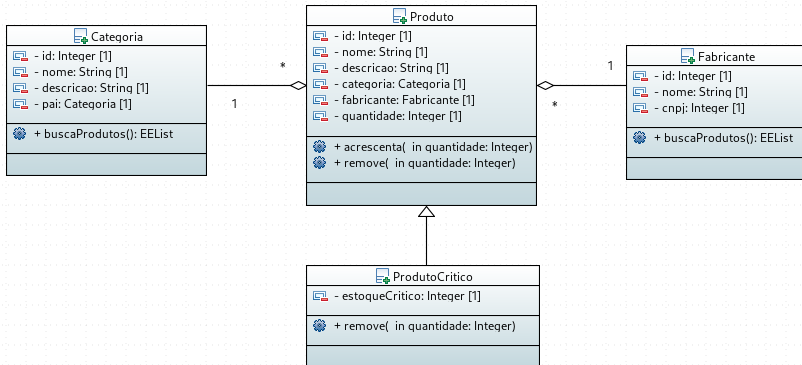 Categoria
- id: Integer [1]
- nome: String [1]
- descricao: String [1]
- pai: Categoria [1]
+ buscaProdutos(): EEList
*
1
Produto
- id: Integer [1]
- nome: String [1]
- descricao: String [1]
- categoria: Categoria [1]
- fabricante: Fabricante [1]
- quantidade: Integer [1]
+ acrescenta( in quantidade: Integer)
+ remove( in quantidade: Integer)
1
*
Fabricante
- id: Integer [1]
- nome: String [1]
- cnpj: Integer [1]
+ buscaProdutos(): EEList
ProdutoCritico
- estoqueCritico: Integer [1]
+ remove( in quantidade: Integer)